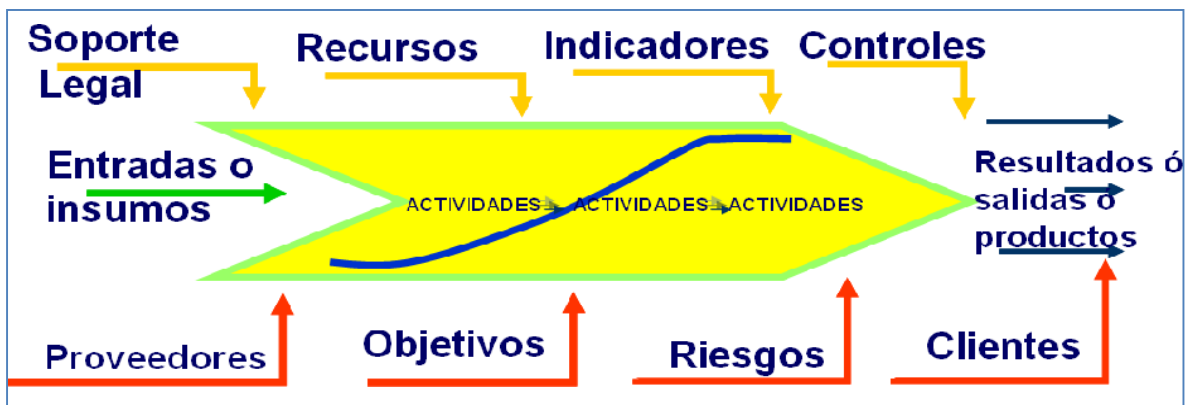 Soporte
Legal
Recursos
Indicadores
Controles
Entradas o
insumos
ACTIVIDADES ACTIVIDADES ACTIVIDADES
Resultados ó
salidas o
productos
Proveedores
Objetivos
Riesgos
Clientes